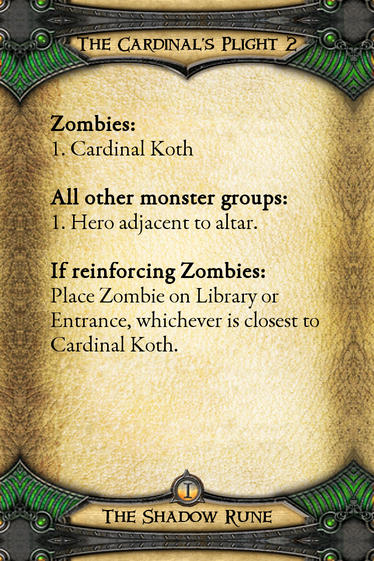 The Cardinal's Plight 2
Zombies:
1. Cardinal Koth
All other monster groups:
1. Hero adjacent to altar.
If reinforcing Zombies:
Place Zombie on Library or
Entrance, whichever is closest to
Cardinal Koth.
I
The Shadow Rune